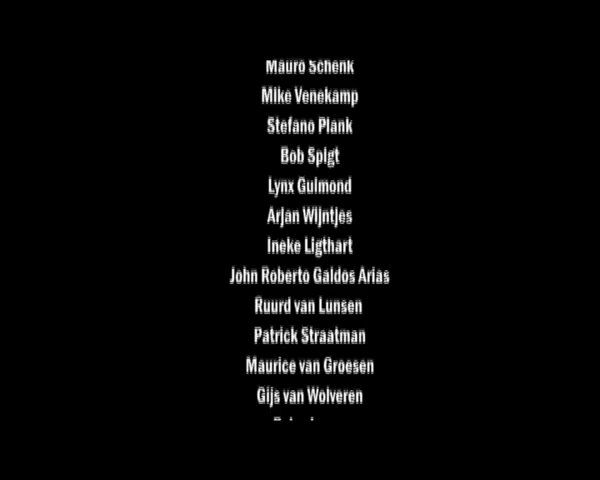 Mauro Schenk
Mike Venekamp
Stefano Plank
Bob Spigt
Lynx Guimond
Arjan Wijntjes
Ineke Ligthart
John Roberto Galdos Arias
Ruurd van Lunsen
Patrick Straatman
Maurice van Groesen
Gijs van Wolveren